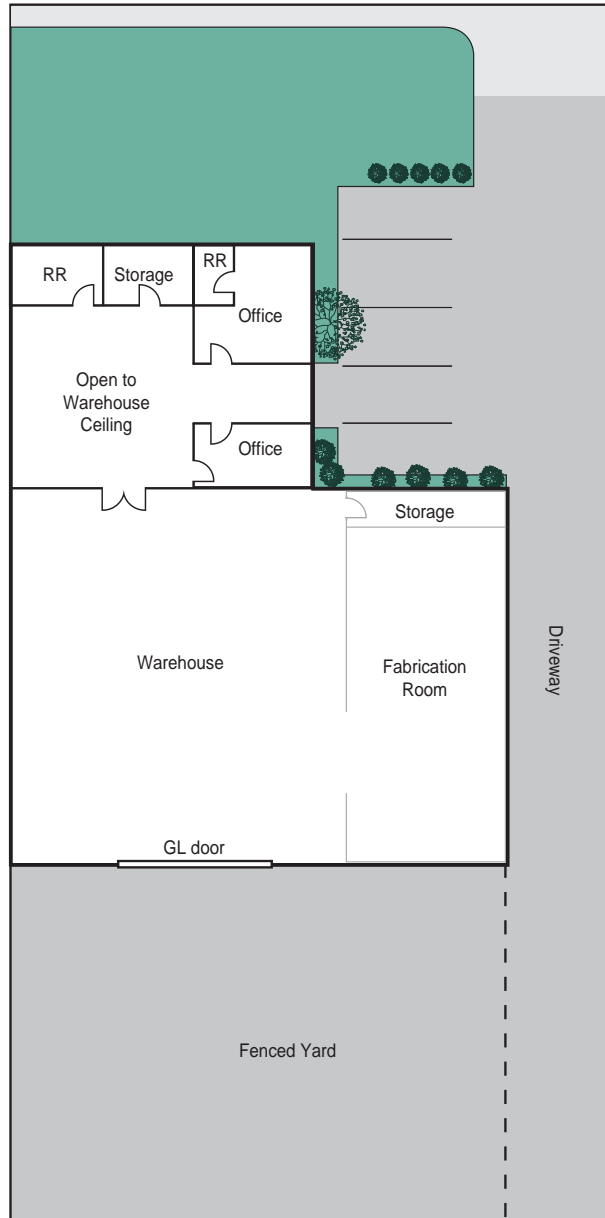 RR
Storage
RR
Office
Open to
Warehouse
Ceiling
Office
Storage
Warehouse
Fabrication
Room
Driveway
GL door
Fenced Yard